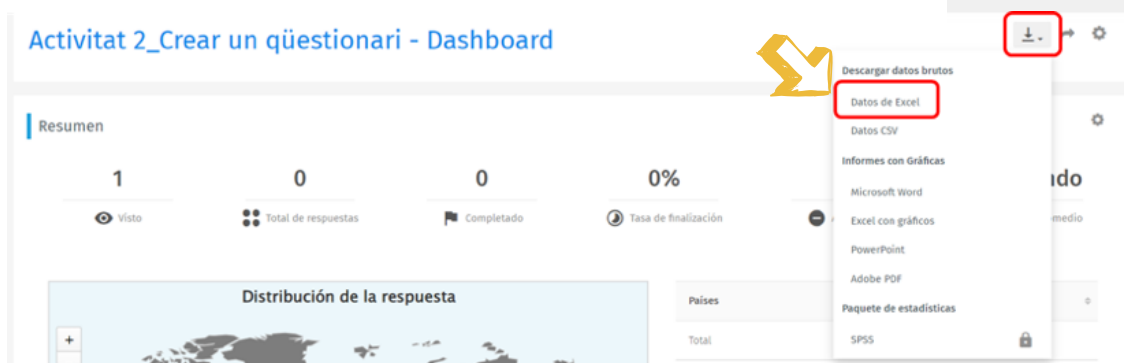 Activitat 2_Crear un qüestionari - Dashboard
Descargar datos brutos
Datos de Excel
Datos CSV
Informes con Gráficas
Microsoft Word
Excel con gráficos
PowerPoint
Adobe PDF
Paquete de estadísticas
SPSS
Resumen
1
Visto
0
Total de respuestas
0
Completado
0%
Tasa de finalización
Distribución de la respuesta
+
Países
Total